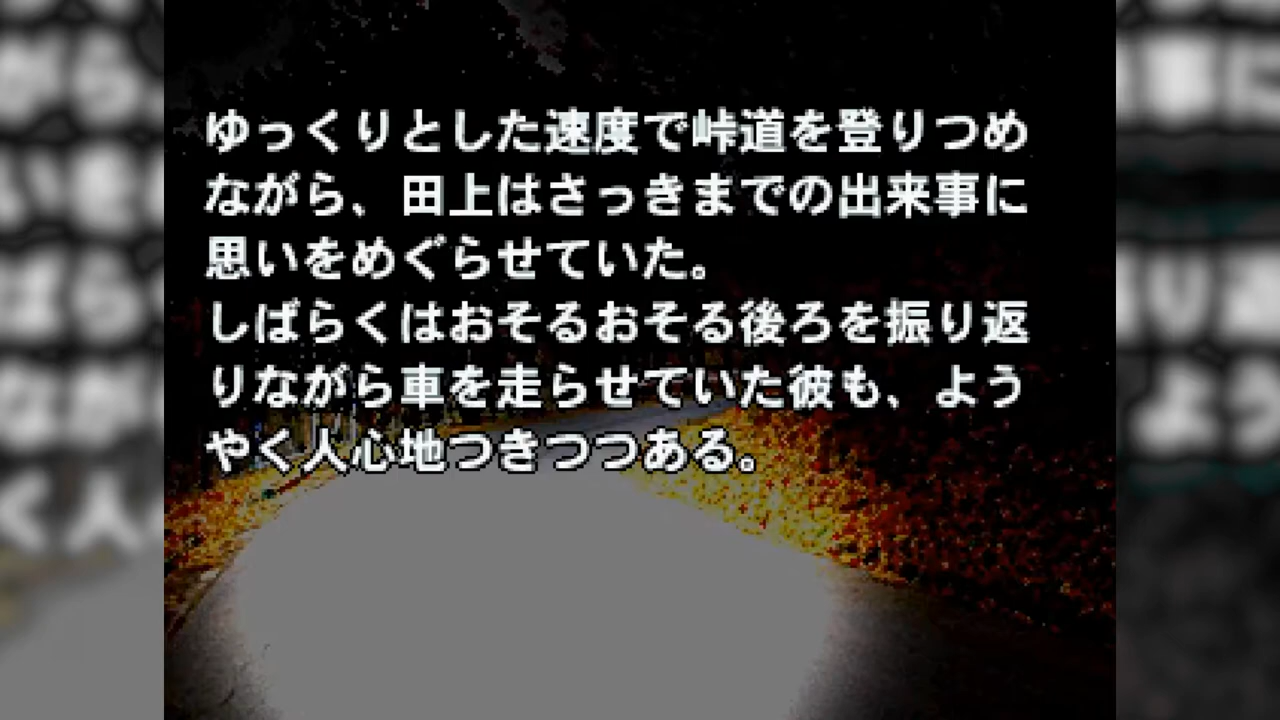 ゆっくりとした速度で峠道を登りつめ
ながら、田上はさっきまでの出来事に
思いをめぐらせていた。
しばらくはおそるおそる後ろを振り返
りながら車を走らせていた彼も、よう
やく人心地つきつつある。